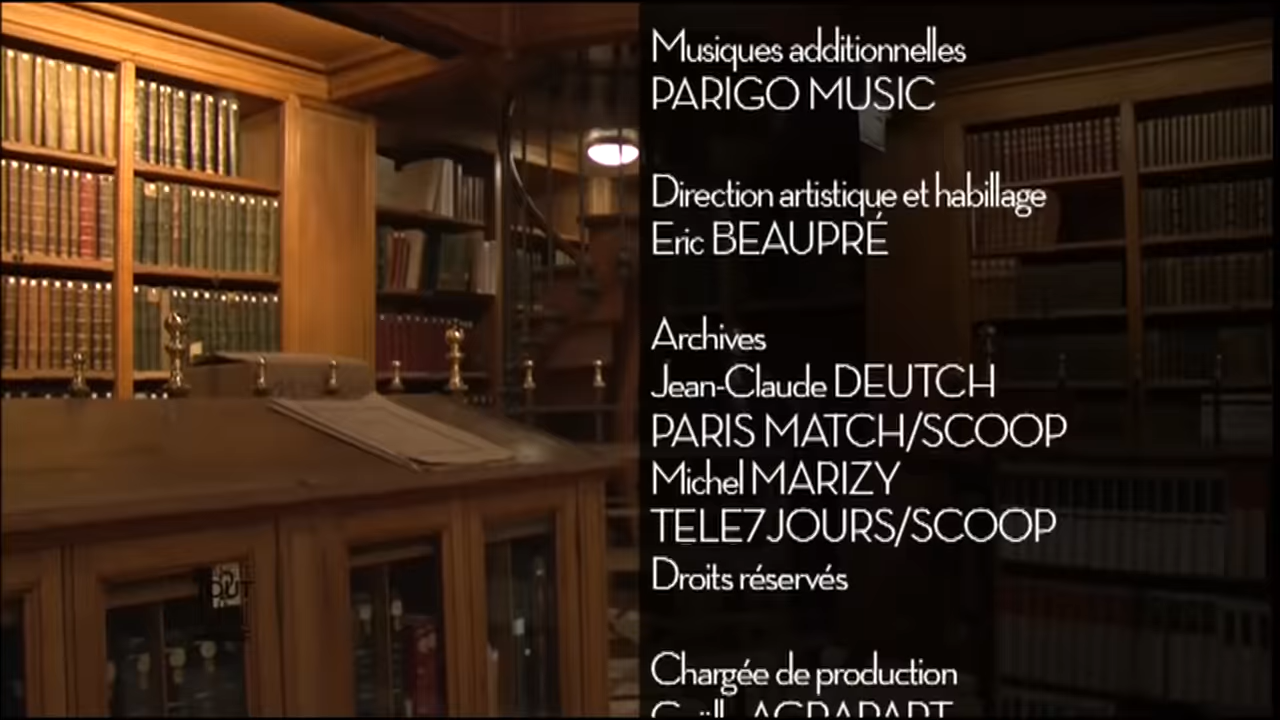 Musiques additionnelles
PARIGO MUSIC
Direction artistique et habillage
Eric BEAUPRÉ
Archives
Jean-Claude DEUTCH
PARIS MATCH/SCOOP
Michel MARIZY
TELE7JOURS/SCOOP
Droits réservés
Chargée de production